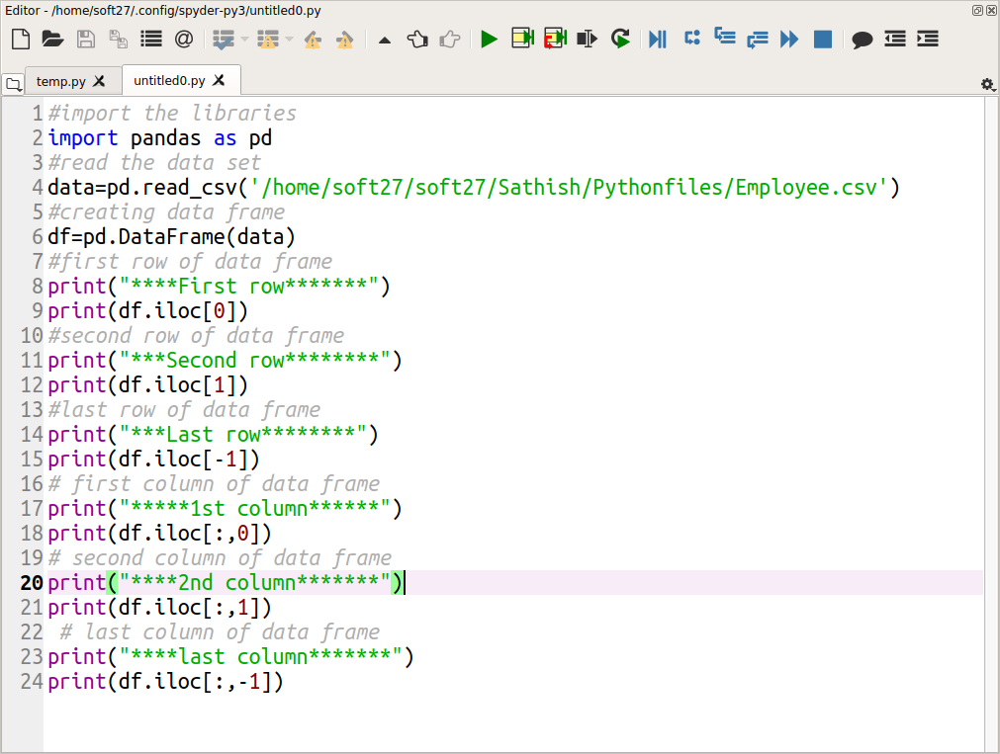 Editor - /home/soft27/.config/spyder-py3/untitled0.py
temp.py
untitled0.py
1 #import the libraries
2 import pandas as pd
3 #read the data set
4 data=pd.read_csv('/home/soft27/soft27/Sathish/Pythonfiles/Employee.csv')
5 #creating data frame
6 df=pd.DataFrame(data)
7 #first row of data frame
8 print("****First row*******")
9 print(df.iloc[0])
10 #second row of data frame
11 print("***Second row********")
12 print(df.iloc[1])
13 #last row of data frame
14 print("***Last row********")
15 print(df.iloc[-1])
16 # first column of data frame
17 print("*****1st column******")
18 print(df.iloc[:,0])
19 # second column of data frame
20 print("****2nd column*******")
21 print(df.iloc[:,1])
22  # last column of data frame
23 print("****last column*******")
24 print(df.iloc[:,-1])